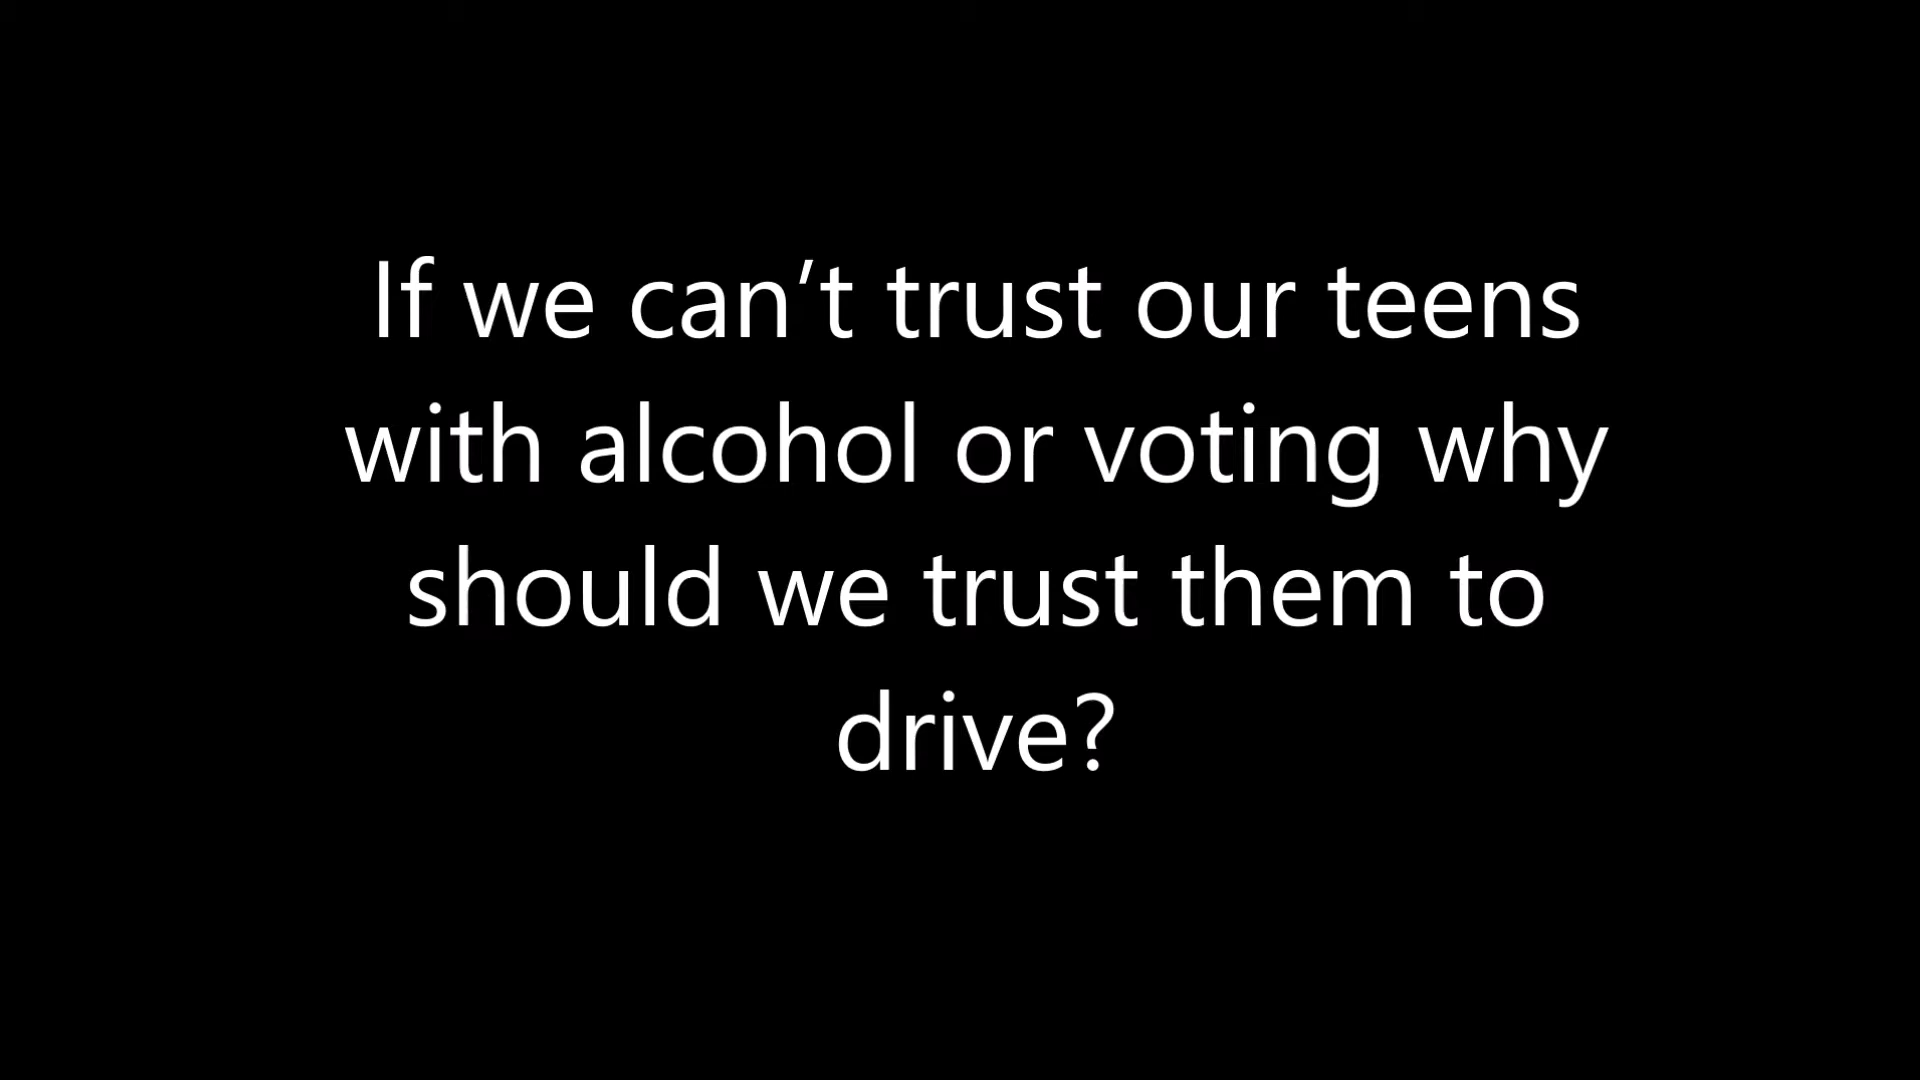 If we can’t trust our teens
with alcohol or voting why
should we trust them to
drive?